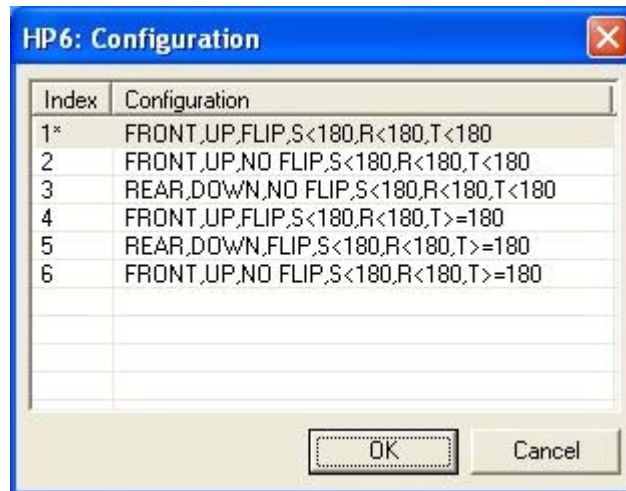 HP6: Configuration
Index Configuration
1* FRONT,UP,FLIP,S<180,R<180,T<180
2 FRONT,UP,NO FLIP,S<180,R<180,T<180
3 REAR,DOWN,NO FLIP,S<180,R<180,T<180
4 FRONT,UP,FLIP,S<180,R<180,T>=180
5 REAR,DOWN,FLIP,S<180,R<180,T>=180
6 FRONT,UP,NO FLIP,S<180,R<180,T>=180
OK Cancel